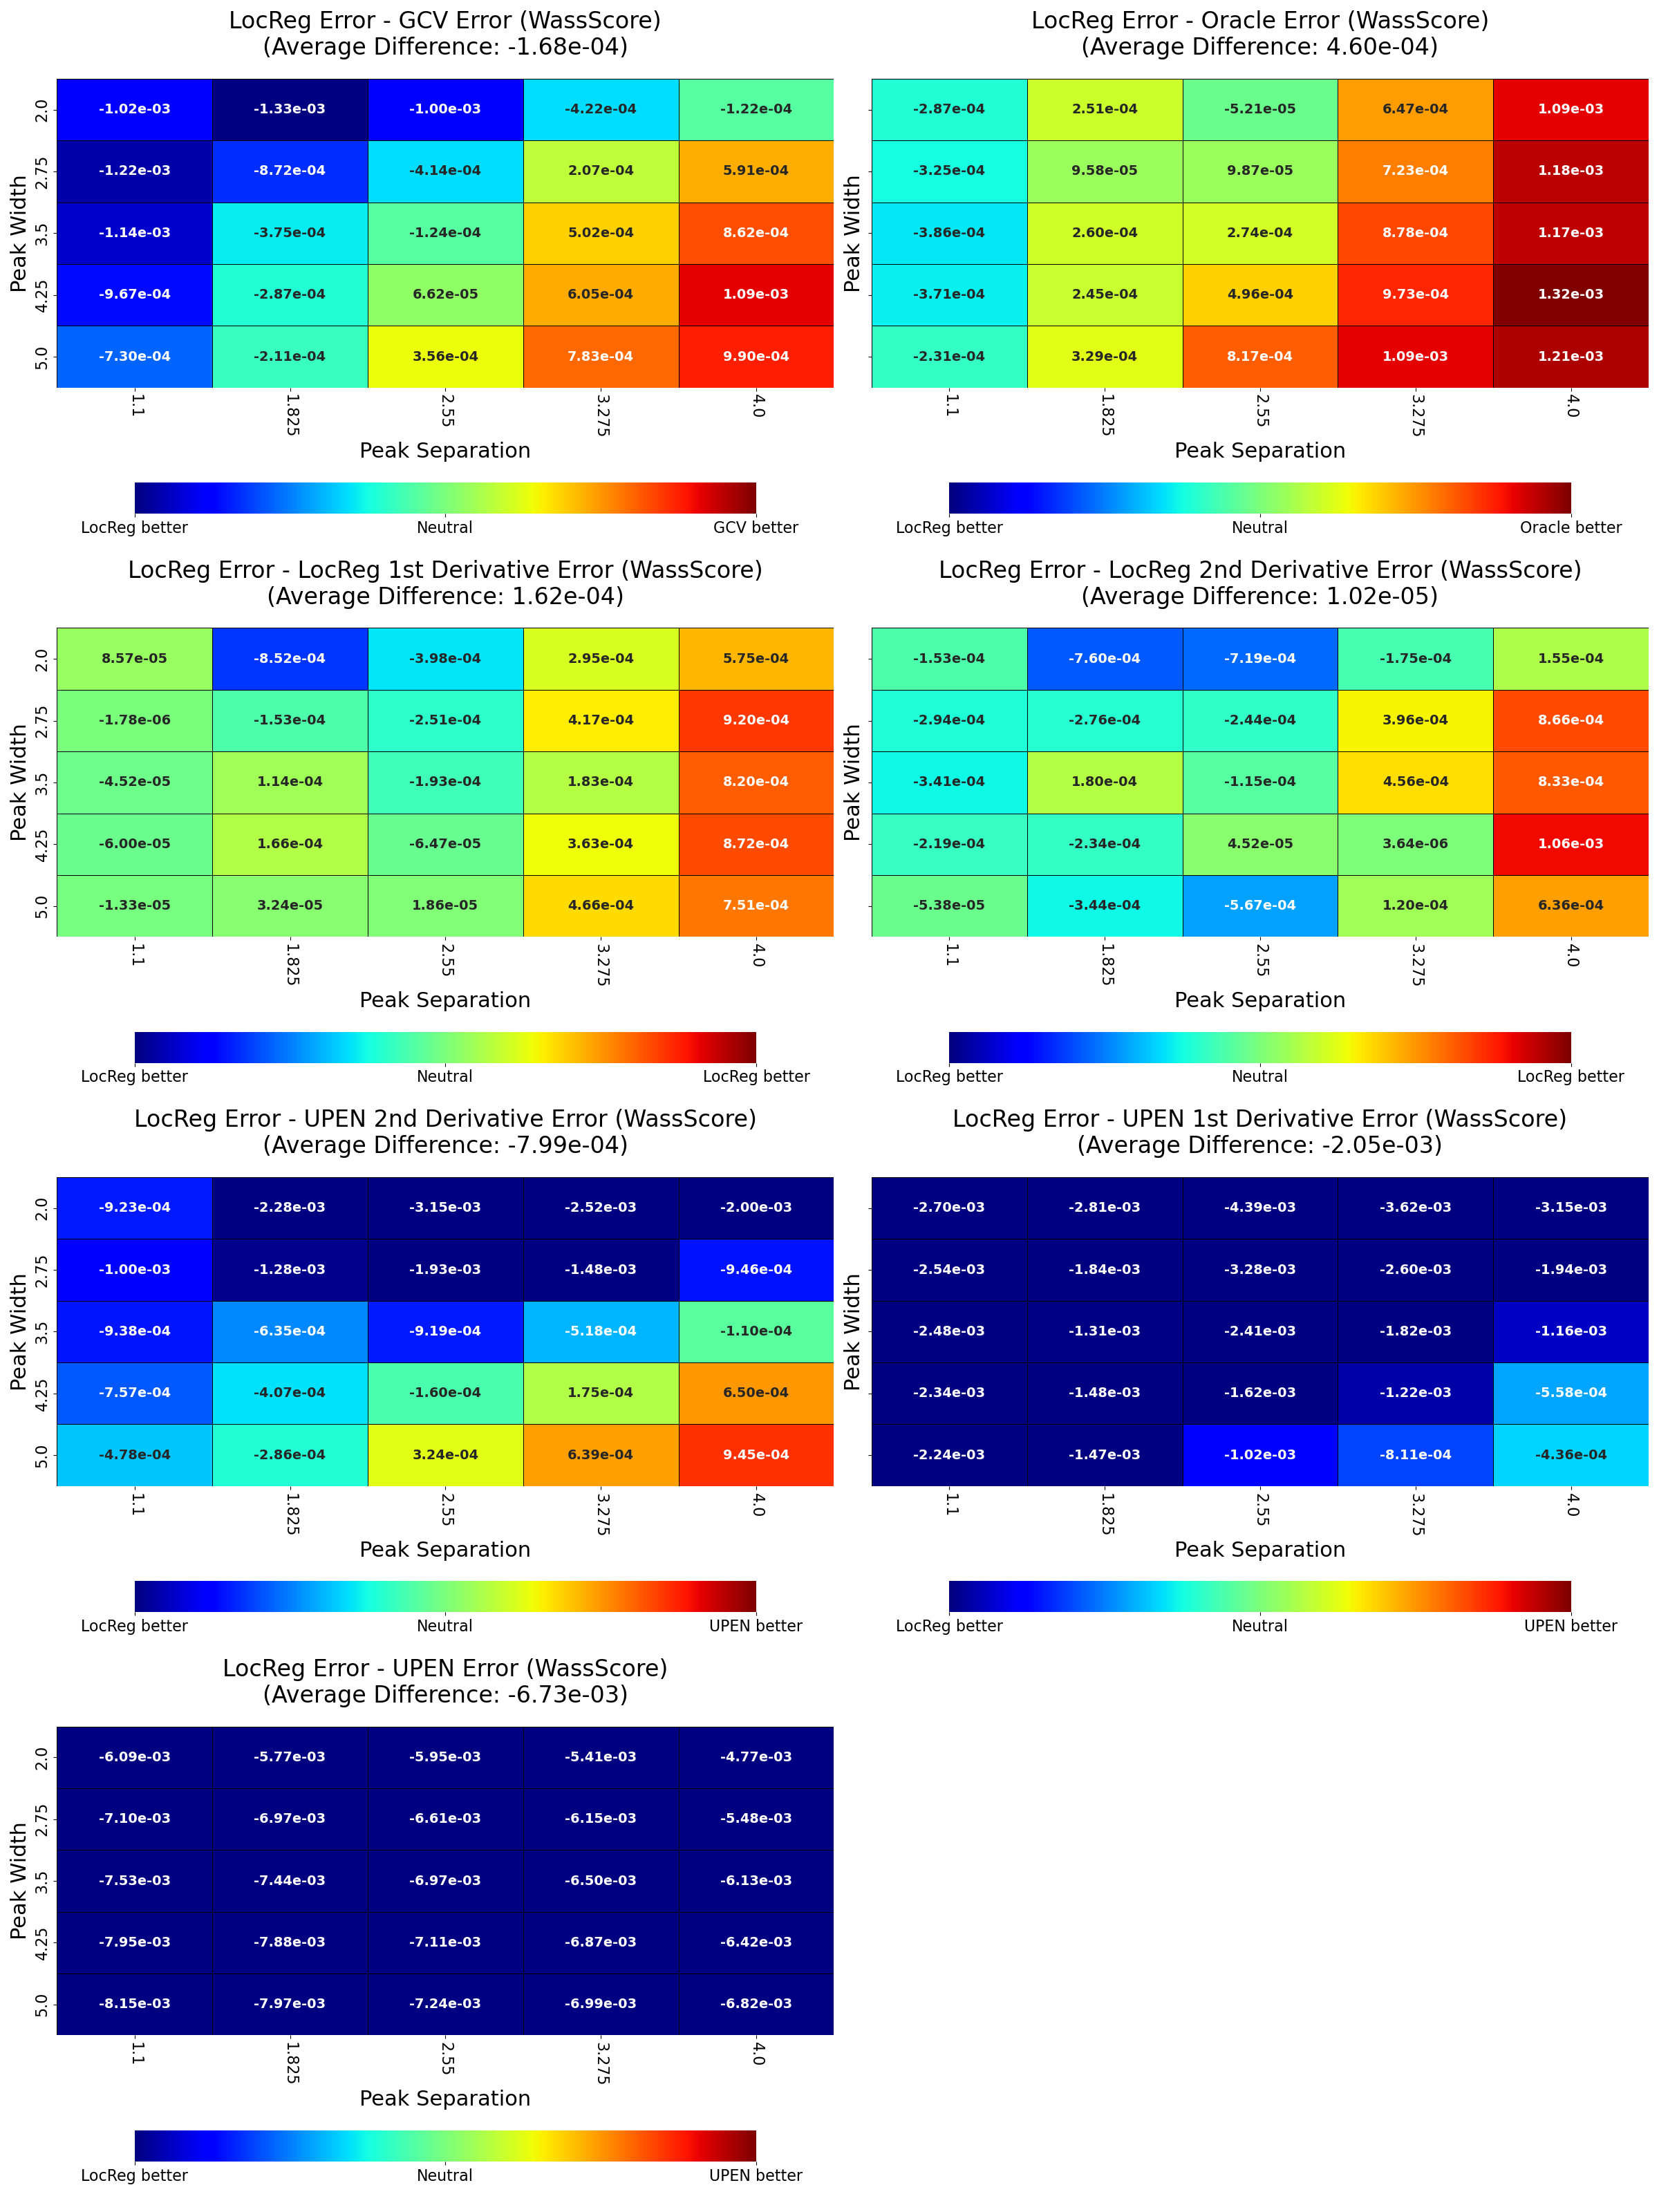 LocReg Error - GCV Error (WassScore)
(Average Difference: -1.68e-04)
Peak Width
2.0 -1.02e-03 -1.33e-03 -1.00e-03 -4.22e-04 -1.22e-04
2.75 -1.22e-03 -8.72e-04 -4.14e-04 2.07e-04 5.91e-04
3.5 -1.14e-03 -3.75e-04 -1.24e-04 5.02e-04 8.62e-04
4.25 -9.67e-04 -2.87e-04 6.62e-05 6.05e-04 1.09e-03
5.0 -7.30e-04 -2.11e-04 3.56e-04 7.83e-04 9.90e-04
1.1 1.825 2.55 3.275 4.0
Peak Separation
LocReg better Neutral GCV better
LocReg Error - Oracle Error (WassScore)
(Average Difference: 4.60e-04)
Peak Width
-2.87e-04 2.51e-04 -5.21e-05 6.47e-04 1.09e-03
-3.25e-04 9.58e-05 9.87e-05 7.23e-04 1.18e-03
-3.86e-04 2.60e-04 2.74e-04 8.78e-04 1.17e-03
-3.71e-04 2.45e-04 4.96e-04 9.73e-04 1.32e-03
-2.31e-04 3.29e-04 8.17e-04 1.09e-03 1.21e-03
1.1 1.825 2.55 3.275 4.0
Peak Separation
LocReg better Neutral Oracle better
LocReg Error - LocReg 1st Derivative Error (WassScore)
(Average Difference: 1.62e-04)
Peak Width
2.0 8.57e-05 -8.52e-04 -3.98e-04 2.95e-04 5.75e-04
2.75 -1.78e-06 -1.53e-04 -2.51e-04 4.17e-04 9.20e-04
3.5 -4.52e-05 1.14e-04 -1.93e-04 1.83e-04 8.20e-04
4.25 -6.00e-05 1.66e-04 -6.47e-05 3.63e-04 8.72e-04
5.0 -1.33e-05 3.24e-05 1.86e-05 4.66e-04 7.51e-04
1.1 1.825 2.55 3.275 4.0
Peak Separation
LocReg better Neutral LocReg better
LocReg Error - LocReg 2nd Derivative Error (WassScore)
(Average Difference: 1.02e-05)
Peak Width
-1.53e-04 -7.60e-04 -7.19e-04 -1.75e-04 1.55e-04
-2.94e-04 -2.76e-04 -2.44e-04 3.96e-04 8.66e-04
-3.41e-04 1.80e-04 -1.15e-04 4.56e-04 8.33e-04
-2.19e-04 -2.34e-04 4.52e-05 3.64e-06 1.06e-03
-5.38e-05 -3.44e-04 -5.67e-04 1.20e-04 6.36e-04
1.1 1.825 2.55 3.275 4.0
Peak Separation
LocReg better Neutral LocReg better
LocReg Error - UPEN 2nd Derivative Error (WassScore)
(Average Difference: -7.99e-04)
Peak Width
2.0 -9.23e-04 -2.28e-03 -3.15e-03 -2.52e-03 -2.00e-03
2.75 -1.00e-03 -1.28e-03 -1.93e-03 -1.48e-03 -9.46e-04
3.5 -9.38e-04 -6.35e-04 -9.19e-04 -5.18e-04 -1.10e-04
4.25 -7.57e-04 -4.07e-04 -1.60e-04 1.75e-04 6.50e-04
5.0 -4.78e-04 -2.86e-04 3.24e-04 6.39e-04 9.45e-04
1.1 1.825 2.55 3.275 4.0
Peak Separation
LocReg better Neutral UPEN better
LocReg Error - UPEN 1st Derivative Error (WassScore)
(Average Difference: -2.05e-03)
Peak Width
-2.70e-03 -2.81e-03 -4.39e-03 -3.62e-03 -3.15e-03
-2.54e-03 -1.84e-03 -3.28e-03 -2.60e-03 -1.94e-03
-2.48e-03 -1.31e-03 -2.41e-03 -1.82e-03 -1.16e-03
-2.34e-03 -1.48e-03 -1.62e-03 -1.22e-03 -5.58e-04
-2.24e-03 -1.47e-03 -1.02e-03 -8.11e-04 -4.36e-04
1.1 1.825 2.55 3.275 4.0
Peak Separation
LocReg better Neutral UPEN better
LocReg Error - UPEN Error (WassScore)
(Average Difference: -6.73e-03)
Peak Width
2.0 -6.09e-03 -5.77e-03 -5.95e-03 -5.41e-03 -4.77e-03
2.75 -7.10e-03 -6.97e-03 -6.61e-03 -6.15e-03 -5.48e-03
3.5 -7.53e-03 -7.44e-03 -6.97e-03 -6.50e-03 -6.13e-03
4.25 -7.95e-03 -7.88e-03 -7.11e-03 -6.87e-03 -6.42e-03
5.0 -8.15e-03 -7.97e-03 -7.24e-03 -6.99e-03 -6.82e-03
1.1 1.825 2.55 3.275 4.0
Peak Separation
LocReg better Neutral UPEN better